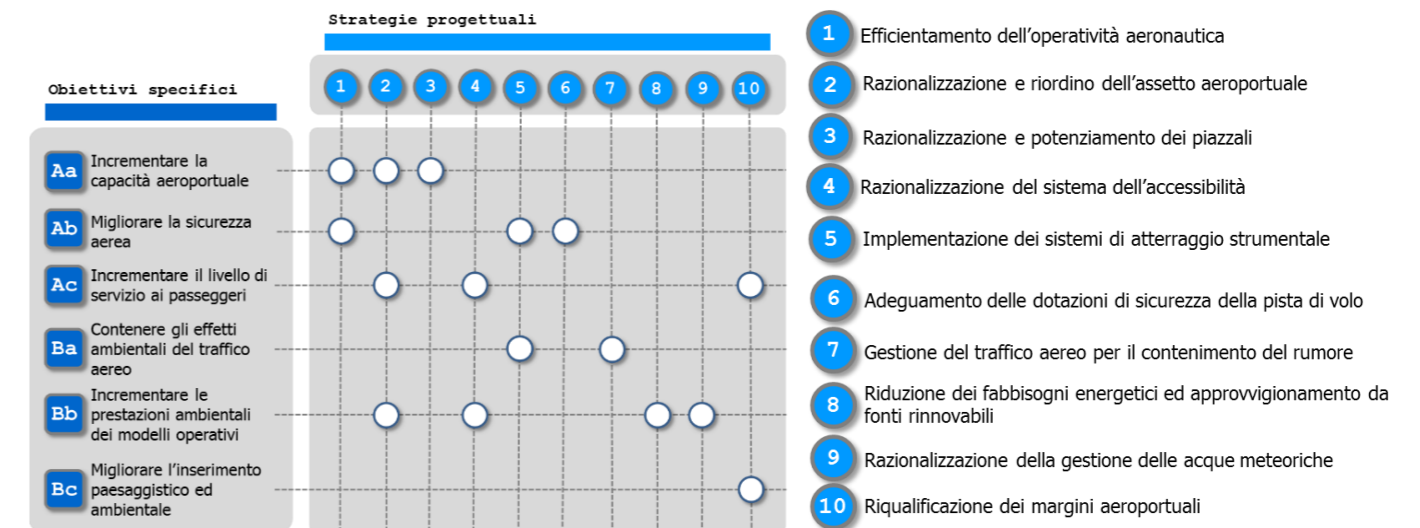 Strategie progettuali
Obiettivi specifici
1 2 3 4 5 6 7 8 9 10
Aa Incrementare la
capacità aeroportuale
Ab Migliorare la sicurezza
aerea
Ac Incrementare il livello di
servizio ai passeggeri
Ba Contenere gli effetti
ambientali del traffico
aereo
Bb Incrementare le
prestazioni ambientali
dei modelli operativi
Bc Migliorare l'inserimento
paesaggistico ed
ambientale
1 Efficientamento dell'operatività aeronautica
2 Razionalizzazione e riordino dell'assetto aeroportuale
3 Razionalizzazione e potenziamento dei piazzali
4 Razionalizzazione del sistema dell'accessibilità
5 Implementazione dei sistemi di atterraggio strumentale
6 Adeguamento delle dotazioni di sicurezza della pista di volo
7 Gestione del traffico aereo per il contenimento del rumore
8 Riduzione dei fabbisogni energetici ed approvvigionamento da
fonti rinnovabili
9 Razionalizzazione della gestione delle acque meteoriche
10 Riqualificazione dei margini aeroportuali